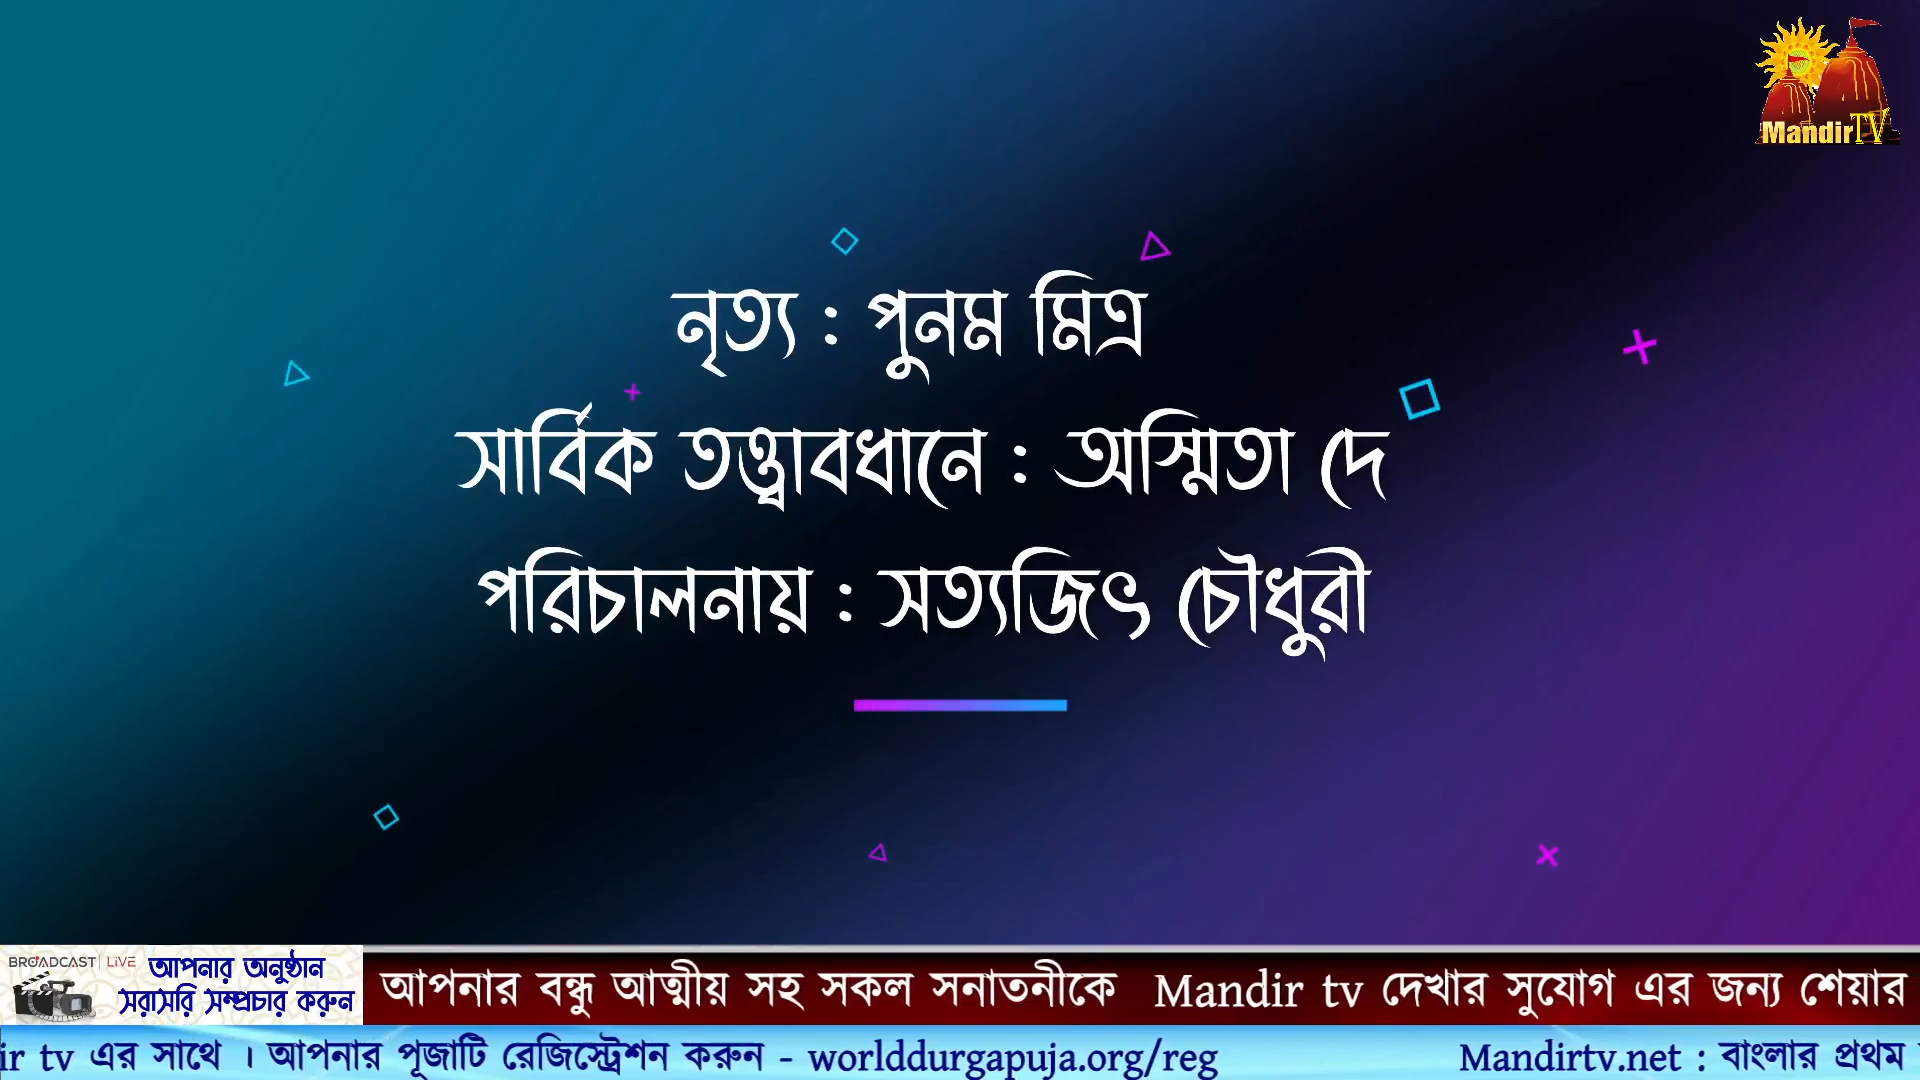 MandirTV
নৃত্য : পুনম মিত্র
সার্বিক তত্ত্বাবধানে : অস্মিতা দে
পরিচালনায় : সত্যজিৎ চৌধুরী
BROADCAST LIVE
আপনার অনুষ্ঠান
সরাসরি সম্প্রচার করুন
আপনার বন্ধু আত্মীয় সহ সকল সনাতনীকে Mandir tv দেখার সুযোগ এর জন্য শেয়ার
ir tv এর সাথে । আপনার পূজাটি রেজিস্ট্রেশন করুন - worlddurgapuja.org/reg Mandirtv.net : বাংলার প্রথম